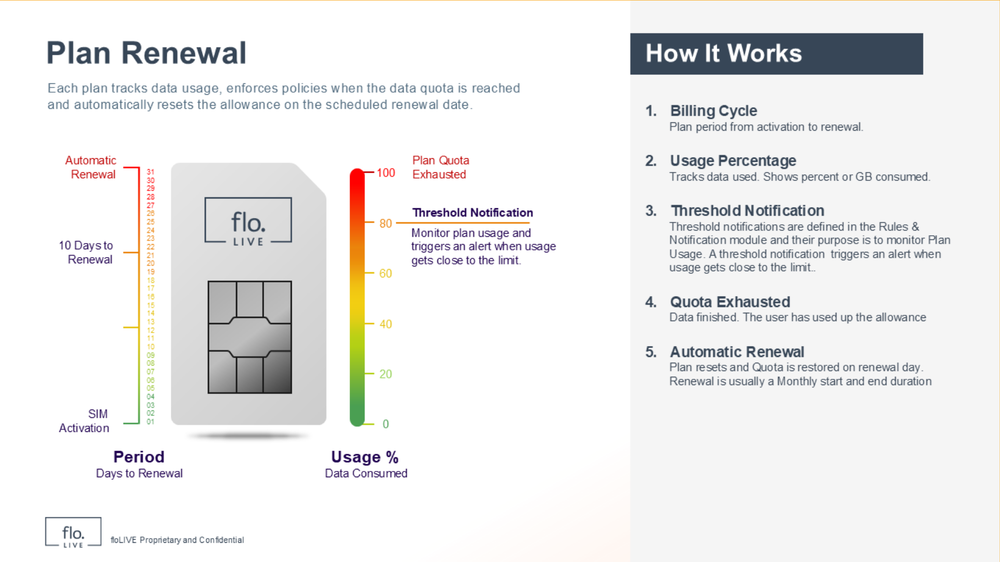 Plan Renewal
Each plan tracks data usage, enforces policies when the data quota is reached
and automatically resets the allowance on the scheduled renewal date.
Automatic
Renewal
10 Days to
Renewal
SIM
Activation
31
30
29
28
27
26
25
24
23
22
21
20
19
18
17
16
15
14
13
12
11
10
09
08
07
06
05
04
03
02
01
Period
Days to Renewal
flo.
LIVE
100
80
60
40
20
0
Usage %
Data Consumed
Plan Quota
Exhausted
Threshold Notification
Monitor plan usage and
triggers an alert when usage
gets close to the limit.
flo.
LIVE
floLIVE Proprietary and Confidential
How It Works
1. Billing Cycle
Plan period from activation to renewal.
2. Usage Percentage
Tracks data used. Shows percent or GB consumed.
3. Threshold Notification
Threshold notifications are defined in the Rules &
Notification module and their purpose is to monitor Plan
Usage. A threshold notification  triggers an alert when
usage gets close to the limit..
4. Quota Exhausted
Data finished. The user has used up the allowance
5. Automatic Renewal
Plan resets and Quota is restored on renewal day.
Renewal is usually a Monthly start and end duration